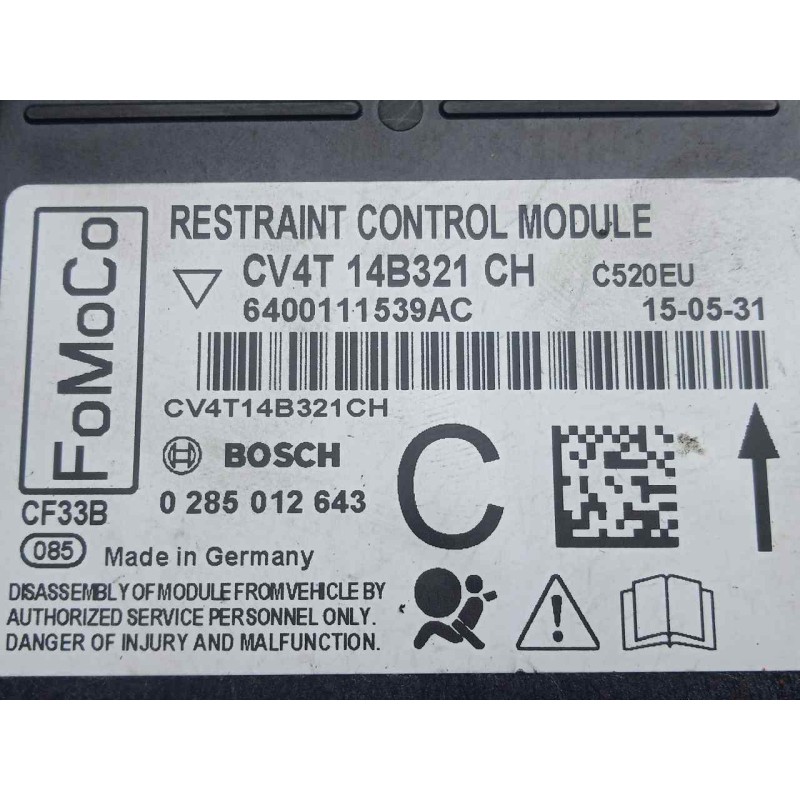 FoMoCo
RESTRAINT CONTROL MODULE
CV4T 14B321 CH C520EU
6400111539AC 15-05-31
CV4T14B321CH
BOSCH
C
0 285 012 643
CF33B
085 Made in Germany
DISASSEMBLY OF MODULE FROM VEHICLE BY
AUTHORIZED SERVICE PERSONNEL ONLY.
DANGER OF INJURY AND MALFUNCTION.